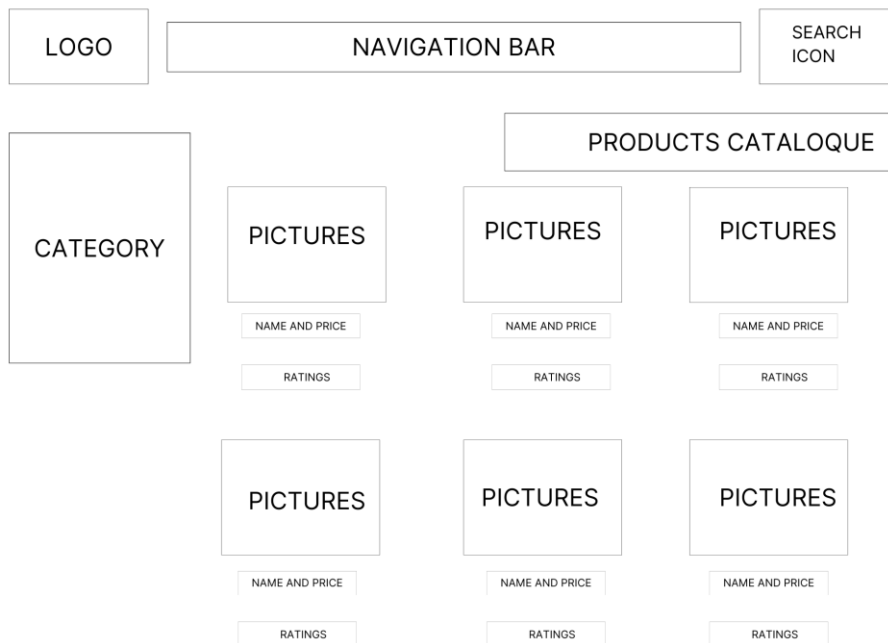 LOGO
NAVIGATION BAR
SEARCH
ICON
PRODUCTS CATALOQUE
CATEGORY
PICTURES
PICTURES
PICTURES
NAME AND PRICE
NAME AND PRICE
NAME AND PRICE
RATINGS
RATINGS
RATINGS
PICTURES
PICTURES
PICTURES
NAME AND PRICE
NAME AND PRICE
NAME AND PRICE
RATINGS
RATINGS
RATINGS